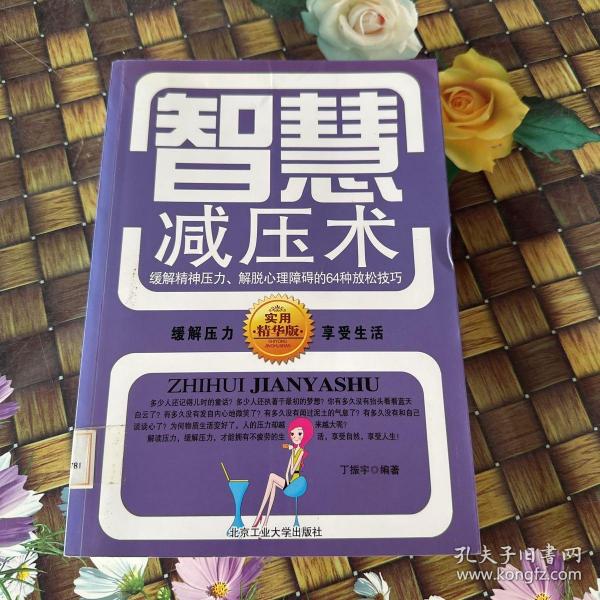 智慧
减压术
缓解精神压力、解脱心理障碍的64种放松技巧
缓解压力
实用
·精华版·
SHIYONG
JINGHUABAN
享受生活
ZHIHUI JIANYASHU
多少人还记得儿时的童话？多少人还执著于最初的梦想？你有多久没有抬头看看蓝天
白云了？有多久没有发自内心地微笑了？有多久没有闻过泥土的气息了？有多久没有和自己
谈谈心了？为何物质生活变好了，人的压力却越来越大呢？
解读压力，缓解压力，才能拥有不疲劳的生活，享受自然，享受人生！
丁振宇◎编著
781
北京工业大学出版社
孔夫子旧书网
www.kongfz.com